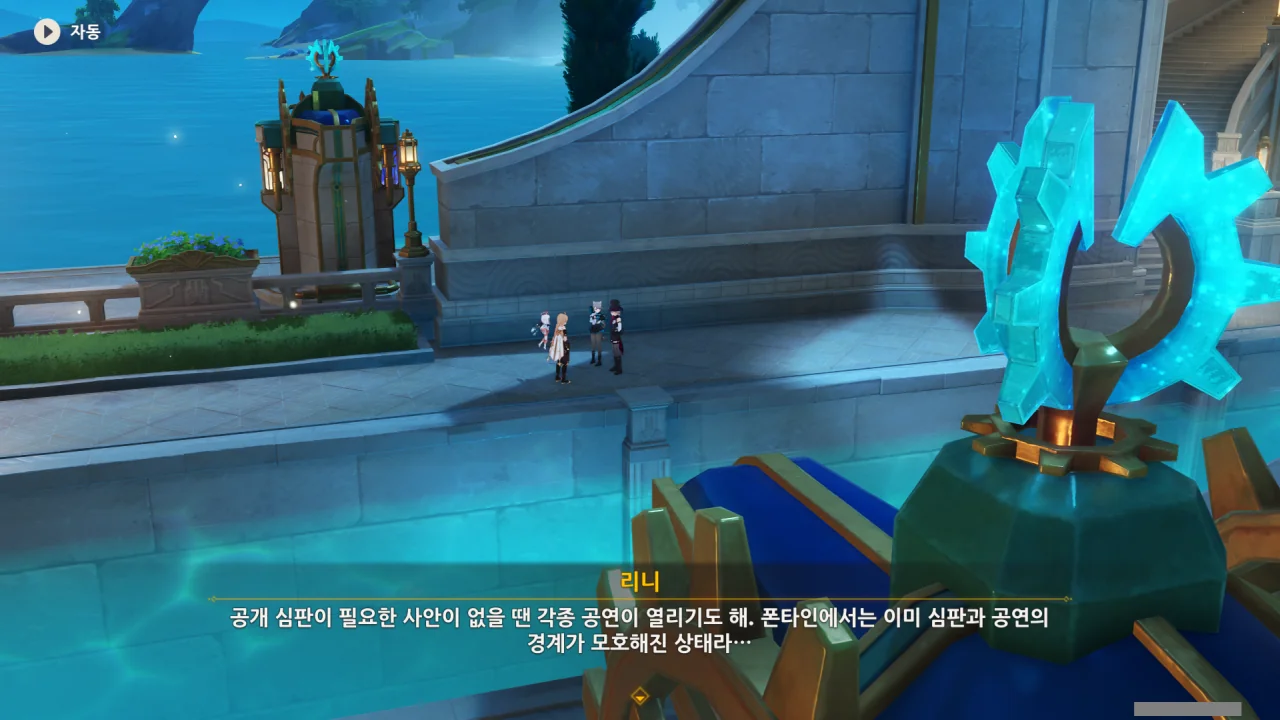 자동
리니
공개 심판이 필요한 사안이 없을 땐 각종 공연이 열리기도 해. 폰타인에서는 이미 심판과 공연의
경계가 모호해진 상태라…